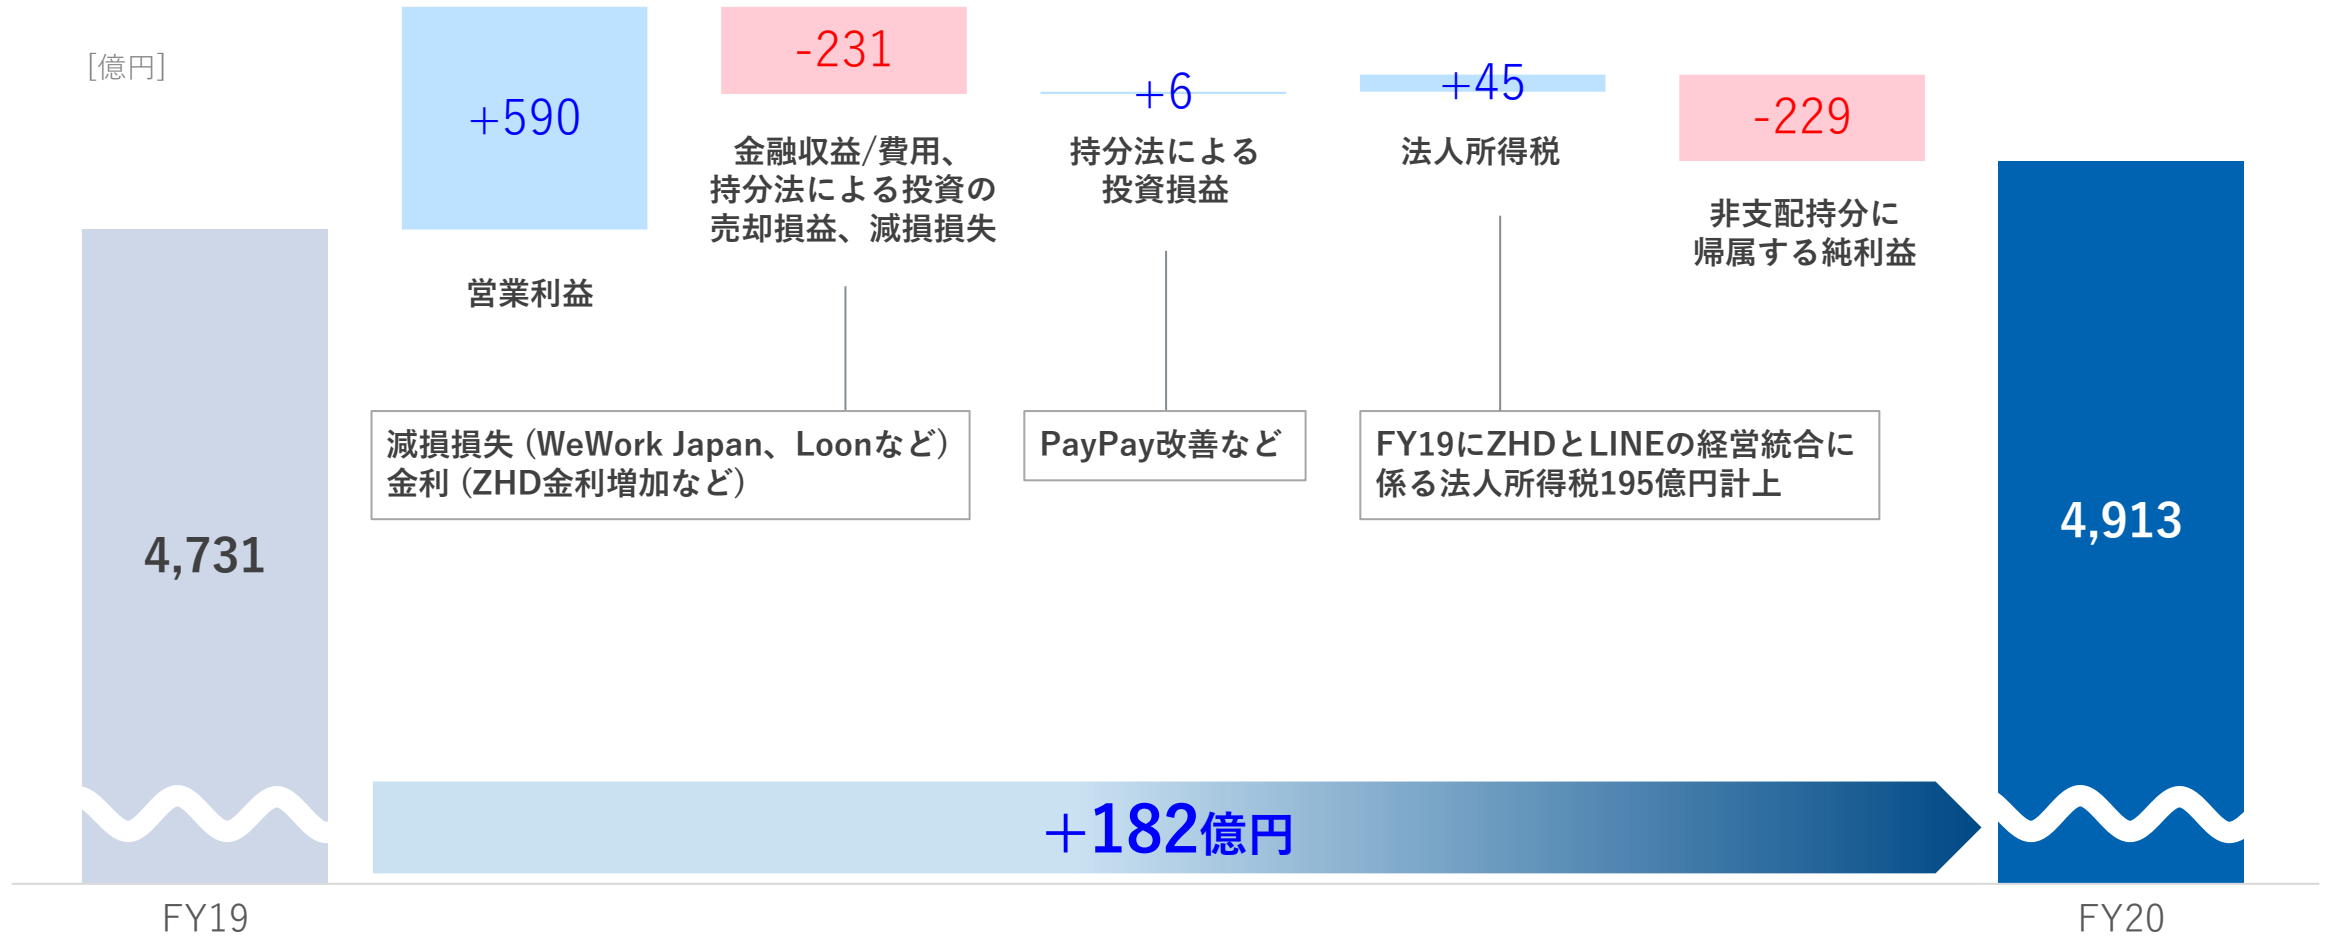 [億円]
+590
営業利益
-231
金融収益/費用、
持分法による投資の
売却損益、減損損失
+6
持分法による
投資損益
+45
法人所得税
-229
非支配持分に
帰属する純利益
減損損失 (WeWork Japan、Loonなど)
金利 (ZHD金利増加など)
PayPay改善など
FY19にZHDとLINEの経営統合に
係る法人所得税195億円計上
4,731
4,913
+182億円
FY19
FY20